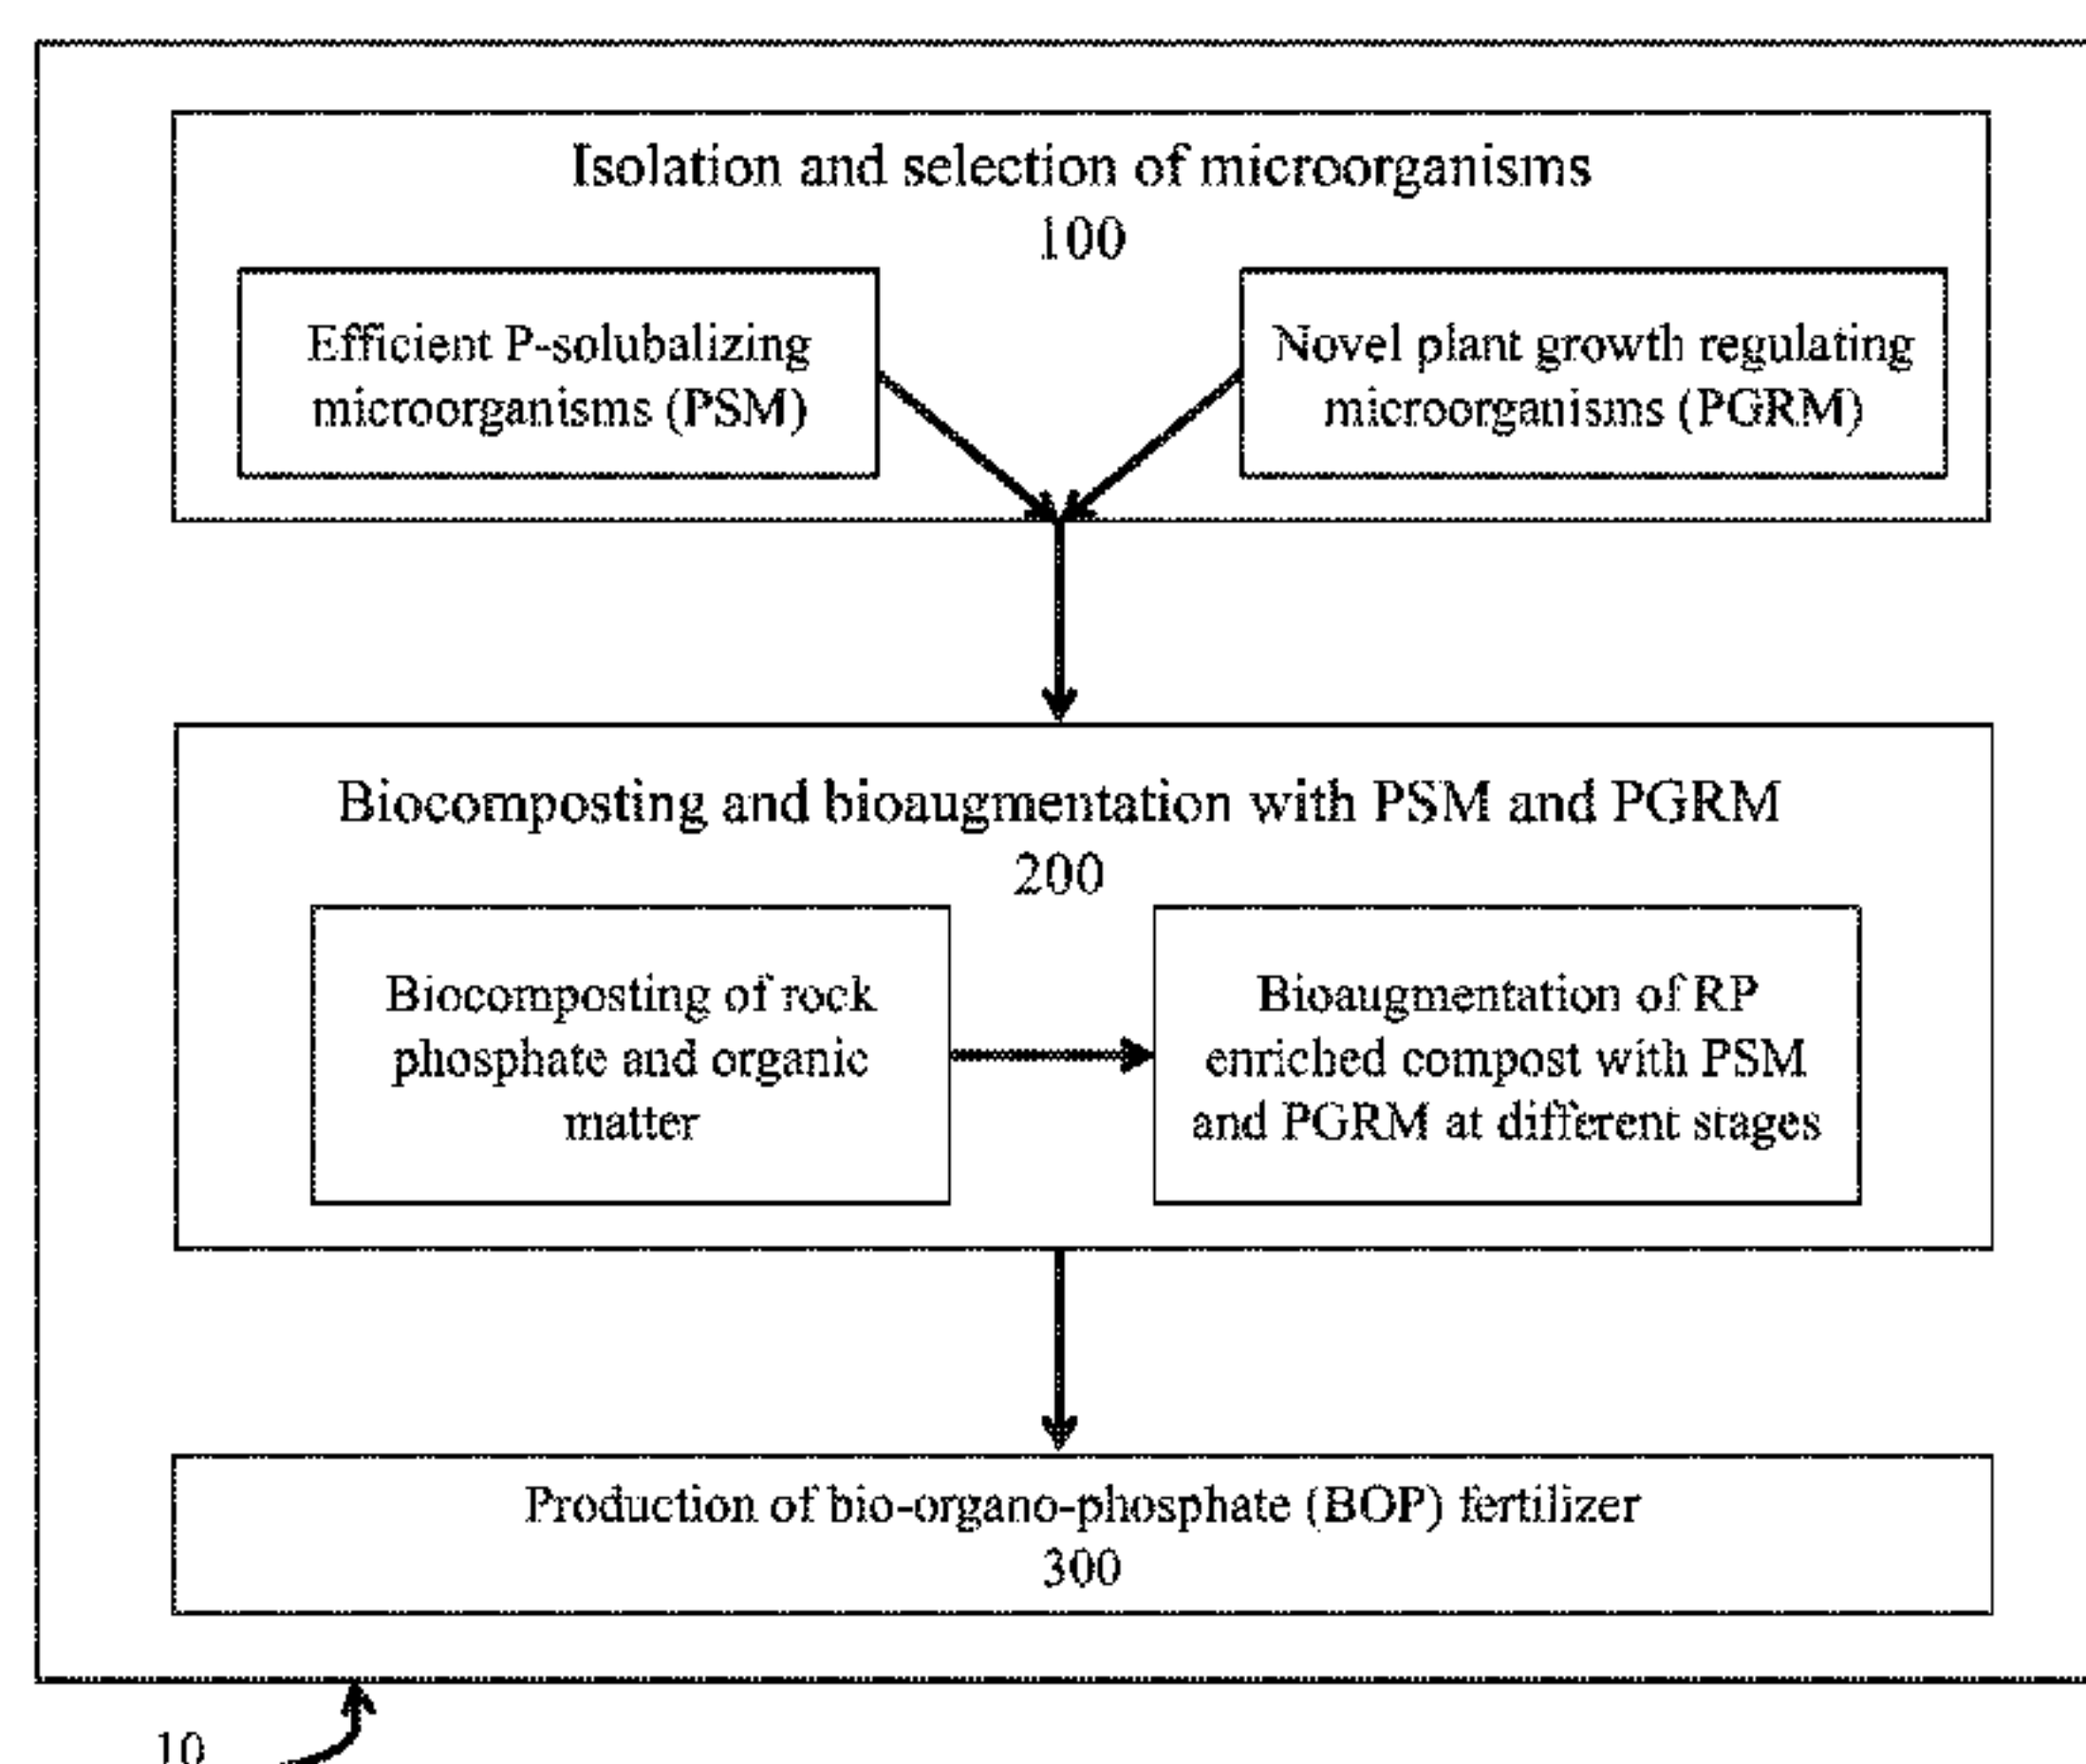 Isolation and selection of microorganisms
100
Efficient P-solubalizing
microorganisms (PSM)
Novel plant growth regulating
microorganisms (PGRM)
Biocomposting and bioaugmentation with PSM and PGRM
200
Biocomposting of rock
phosphate and organic
matter
Bioaugmentation of RP
enriched compost with PSM
and PGRM at different stages
Production of bio-organo-phosphate (BOP) fertilizer
300
10